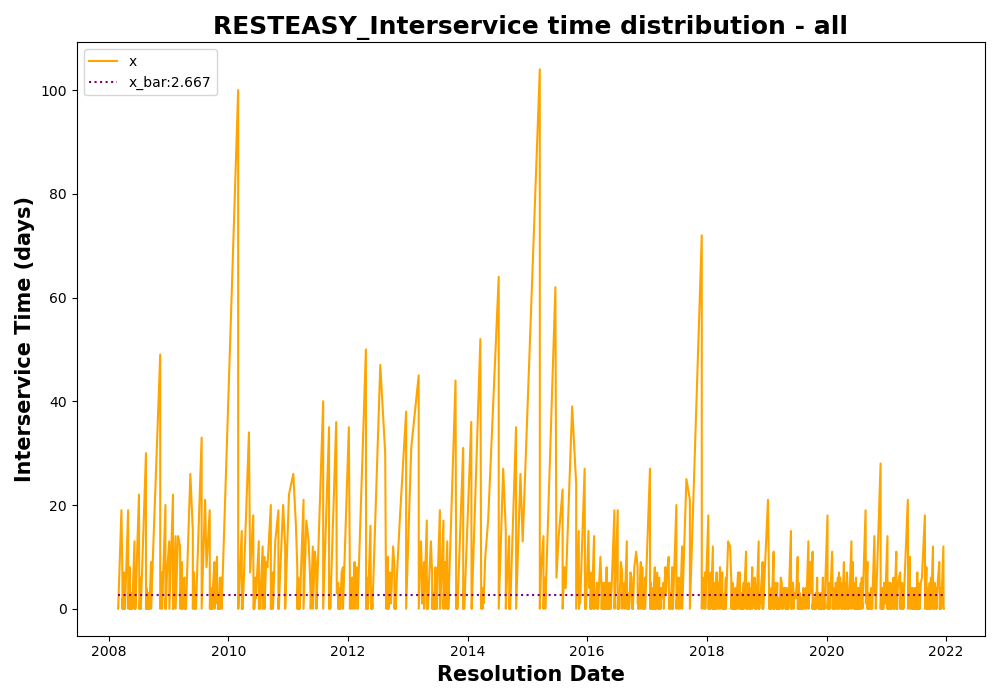 RESTEASY_Interservice time distribution - all
x
x_bar:2.667
Interservice Time (days)
100
80
60
40
20
0
2008 2010 2012 2014 2016 2018 2020 2022
Resolution Date